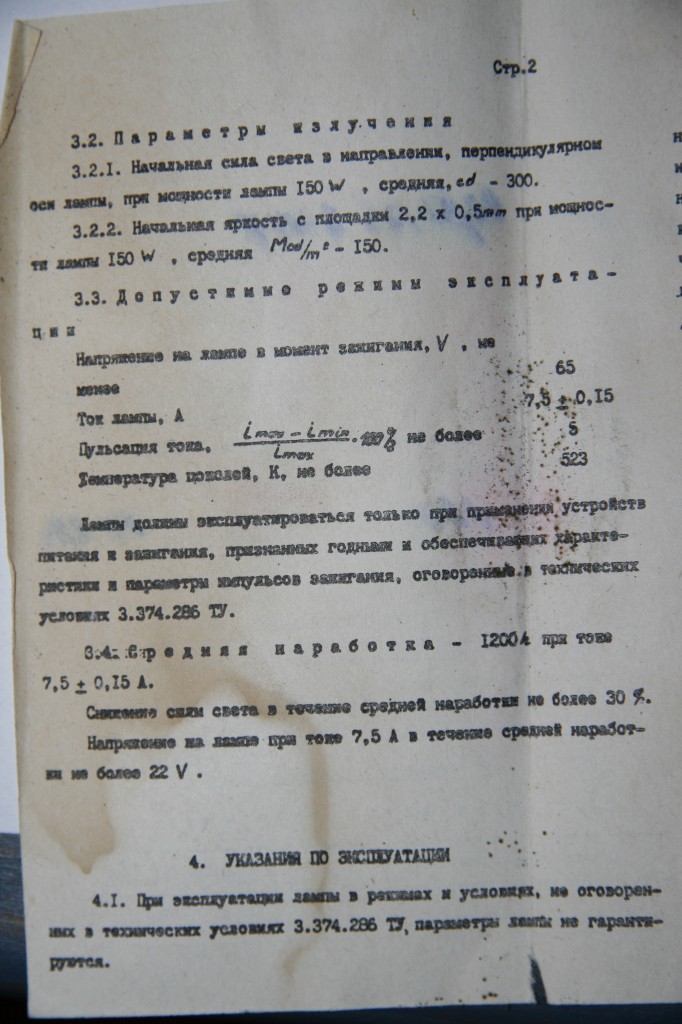 Стр.2
3.2. Параметры излучения
3.2.1. Начальная сила света в направлении, перпендикулярном
оси лампы, при мощности лампы 150 W , средняя, cd - 300.
3.2.2. Начальная яркость с площадки 2,2 х 0,5mm при мощнос-
ти лампы 150 W , средняя Mcd/m² - 150.
3.3. Допустимые режимы эксплуата-
ции
Напряжение на лампе в момент зажигания, V , не
менее 65
Ток лампы, А 7,5 ± 0,15
Пульсация тока, (i max - i min) / i max · 100% не более 5
Температура цоколей, К, не более 523
Лампы должны эксплуатироваться только при применении устройств
питания и зажигания, признанных годными и обеспечивающих характе-
ристики и параметры импульсов зажигания, оговоренные в технических
условиях 3.374.286 ТУ.
3.4. Средняя наработка - 1200h при токе
7,5 ± 0,15 А.
Снижение силы света в течение средней наработки не более 30 %.
Напряжение на лампе при токе 7,5 А в течение средней наработ-
ки не более 22 V .
4. УКАЗАНИЯ ПО ЭКСПЛУАТАЦИИ
4.1. При эксплуатации лампы в режимах и условиях, не оговорен-
ных в технических условиях 3.374.286 ТУ, параметры лампы не гаранти-
руются.